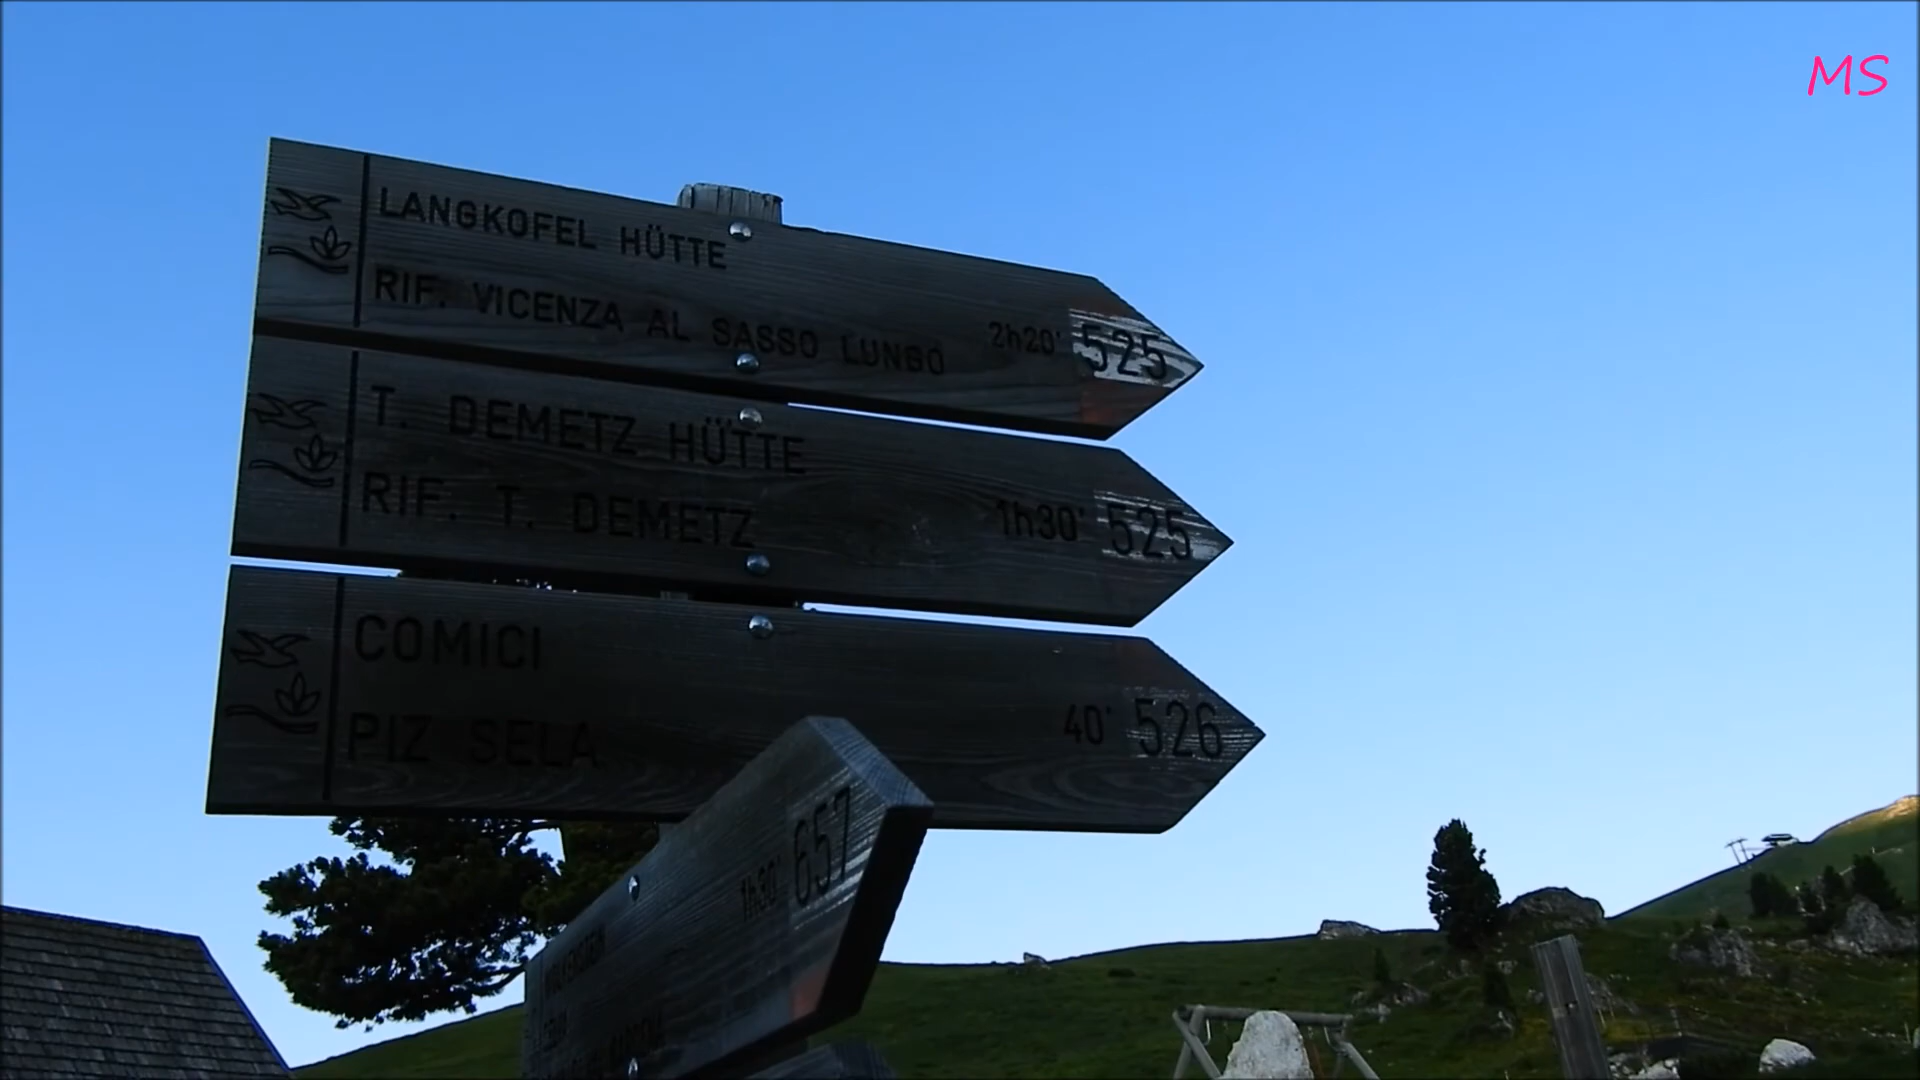 MS
LANGKOFEL HÜTTE
RIF. VICENZA AL SASSO LUNGO 2h20' 525
T. DEMETZ HÜTTE
RIF. T. DEMETZ 1h30' 525
COMICI
PIZ SELA 40' 526
1h30' 657